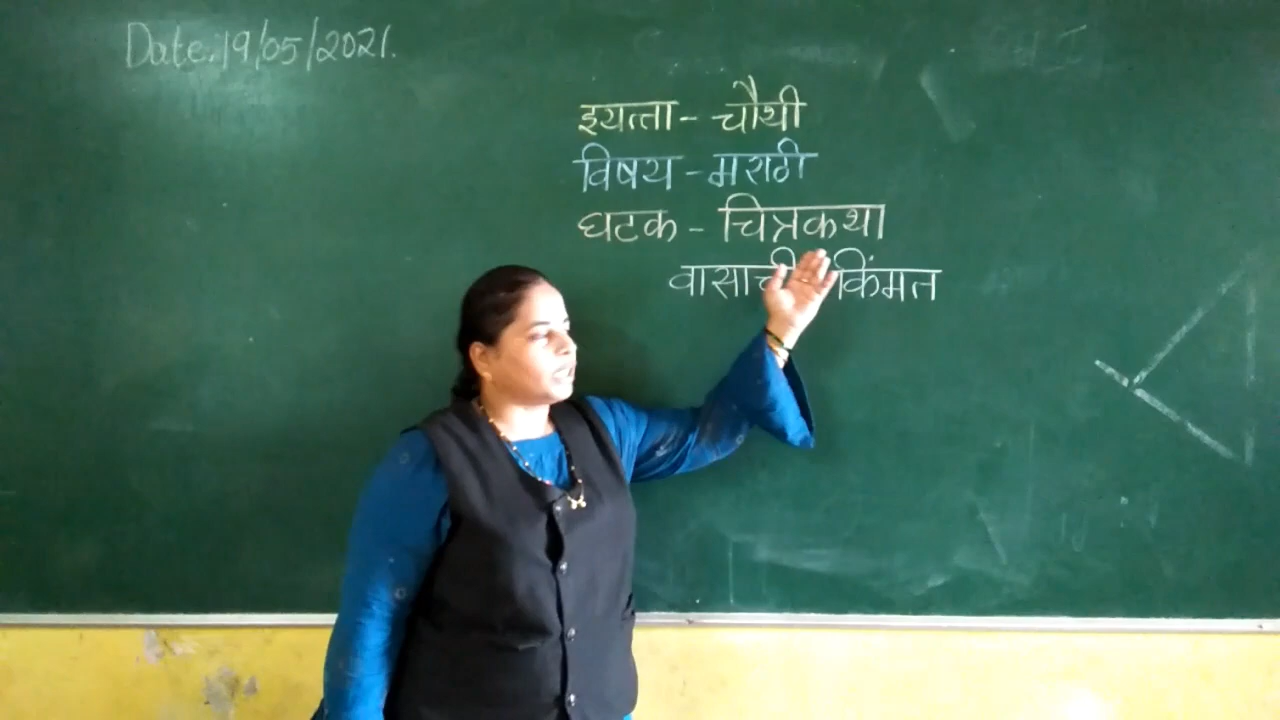 Date:19/05/2021.
इयत्ता - चौथी
विषय - मराठी
घटक - चित्रकथा
वासाची किंमत